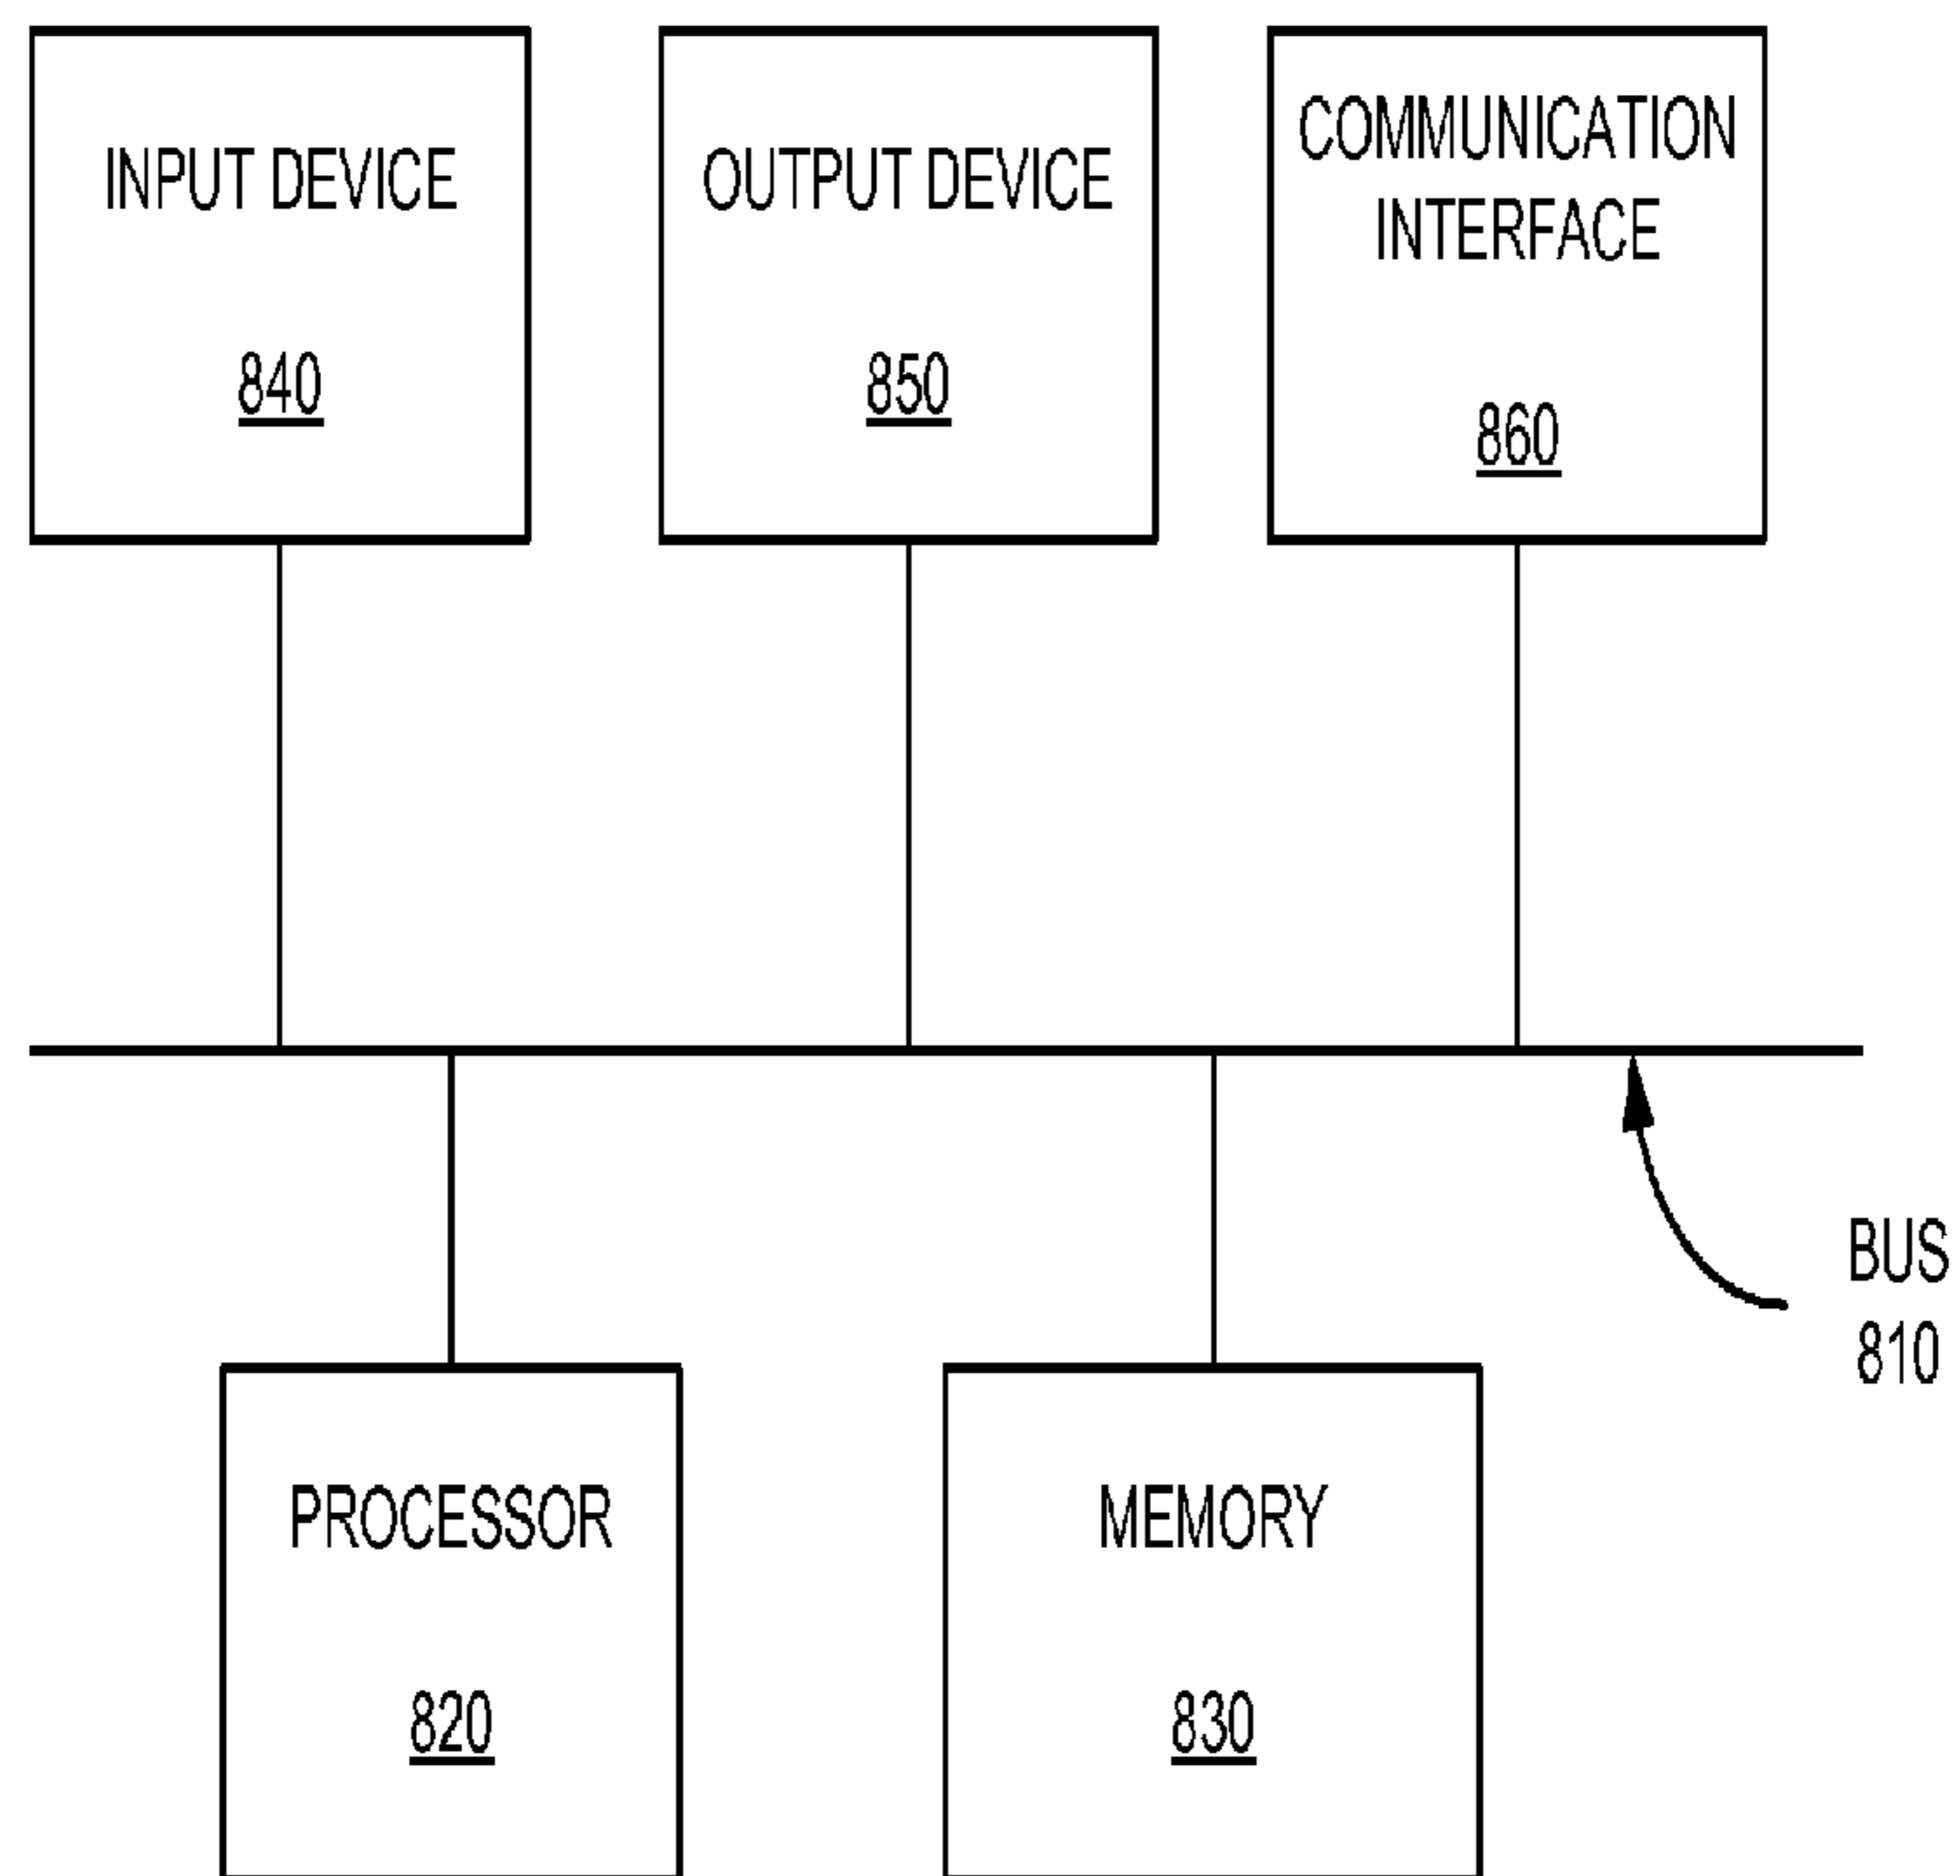 INPUT DEVICE
840
OUTPUT DEVICE
850
COMMUNICATION
INTERFACE
860
BUS
810
PROCESSOR
820
MEMORY
830